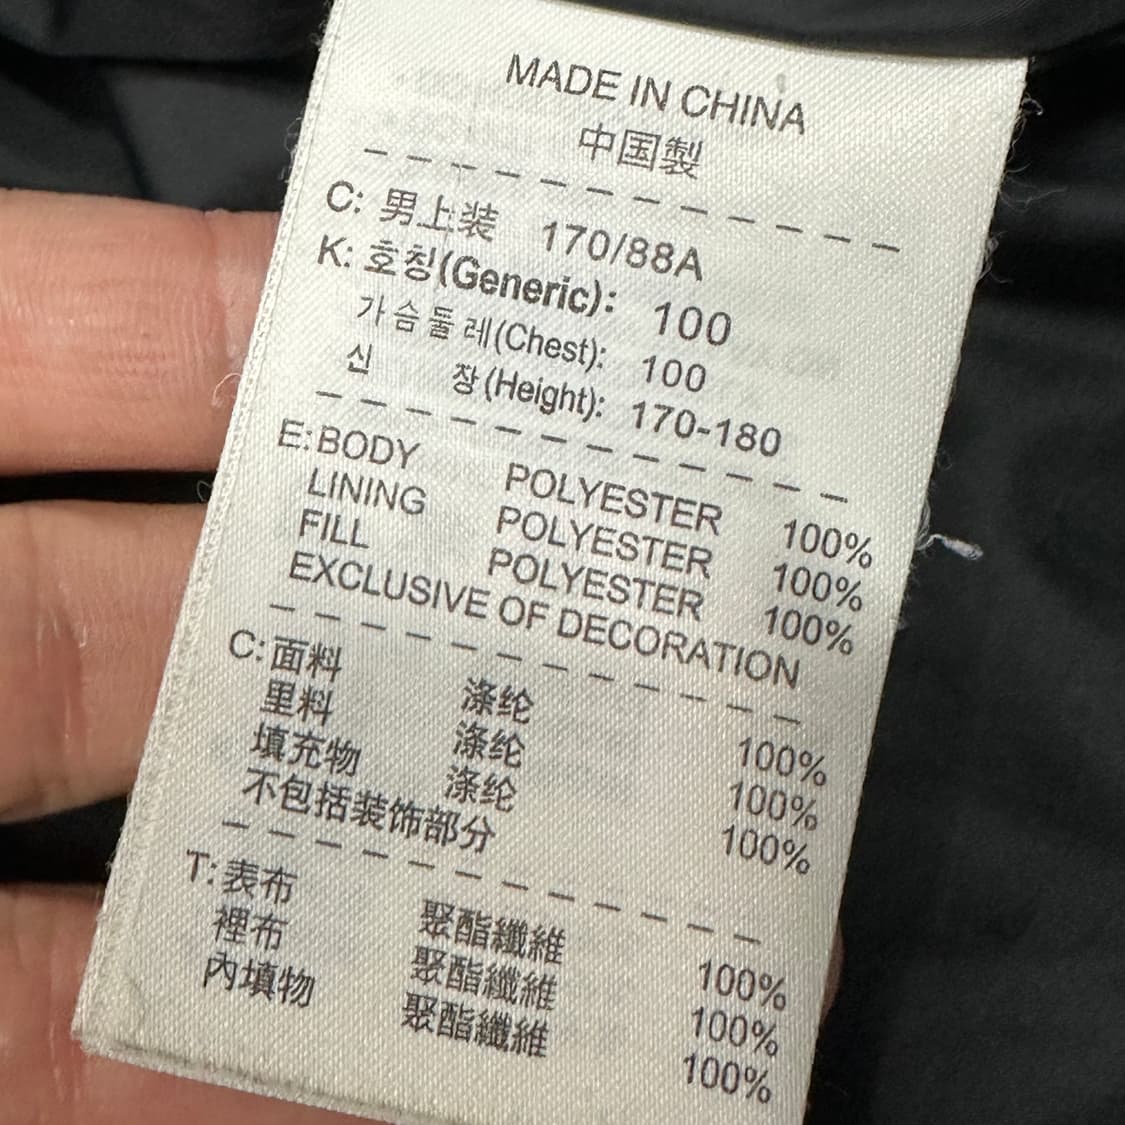 MADE IN CHINA
中国製
C: 男上装 170/88A
K: 호칭(Generic): 100
가슴둘레(Chest): 100
신 장(Height): 170-180
E: BODY POLYESTER 100%
LINING POLYESTER 100%
FILL POLYESTER 100%
EXCLUSIVE OF DECORATION
C: 面料 涤纶 100%
里料 涤纶 100%
填充物 涤纶 100%
不包括装饰部分
T: 表布 聚酯纖維 100%
裡布 聚酯纖維 100%
內填物 聚酯纖維 100%